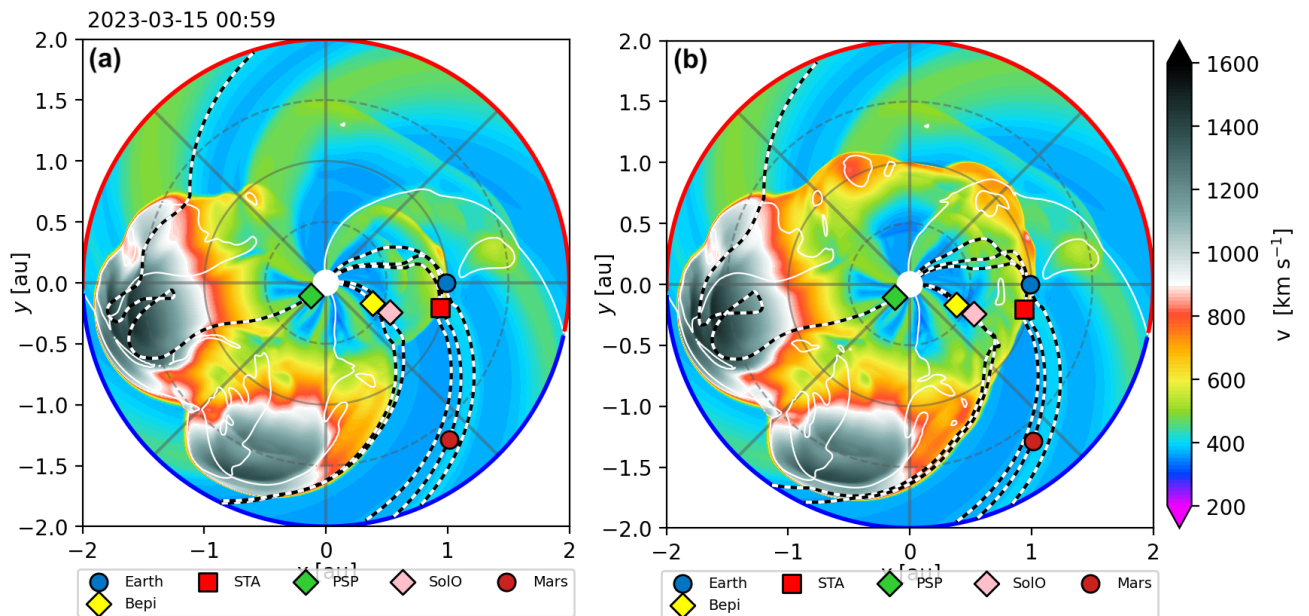 2023-03-15 00:59
(a)
2.0
1.5
1.0
0.5
0.0
−0.5
−1.0
−1.5
−2.0
y [au]
−2
−1
0
1
2
x [au]
Earth
STA
PSP
SolO
Mars
Bepi
(b)
2.0
1.5
1.0
0.5
0.0
−0.5
−1.0
−1.5
−2.0
y [au]
−2
−1
0
1
2
x [au]
Earth
STA
PSP
SolO
Mars
Bepi
1600
1400
1200
1000
800
600
400
200
v [km s⁻¹]